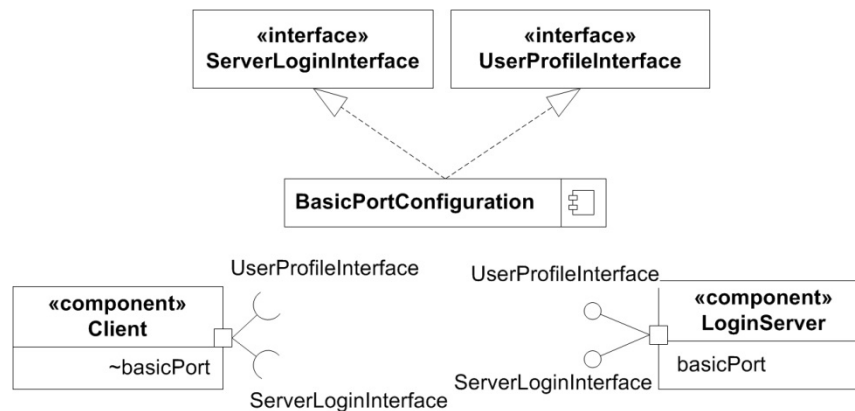 «interface»
ServerLoginInterface
«interface»
UserProfileInterface
BasicPortConfiguration
UserProfileInterface
UserProfileInterface
«component»
Client
«component»
LoginServer
~basicPort
basicPort
ServerLoginInterface
ServerLoginInterface